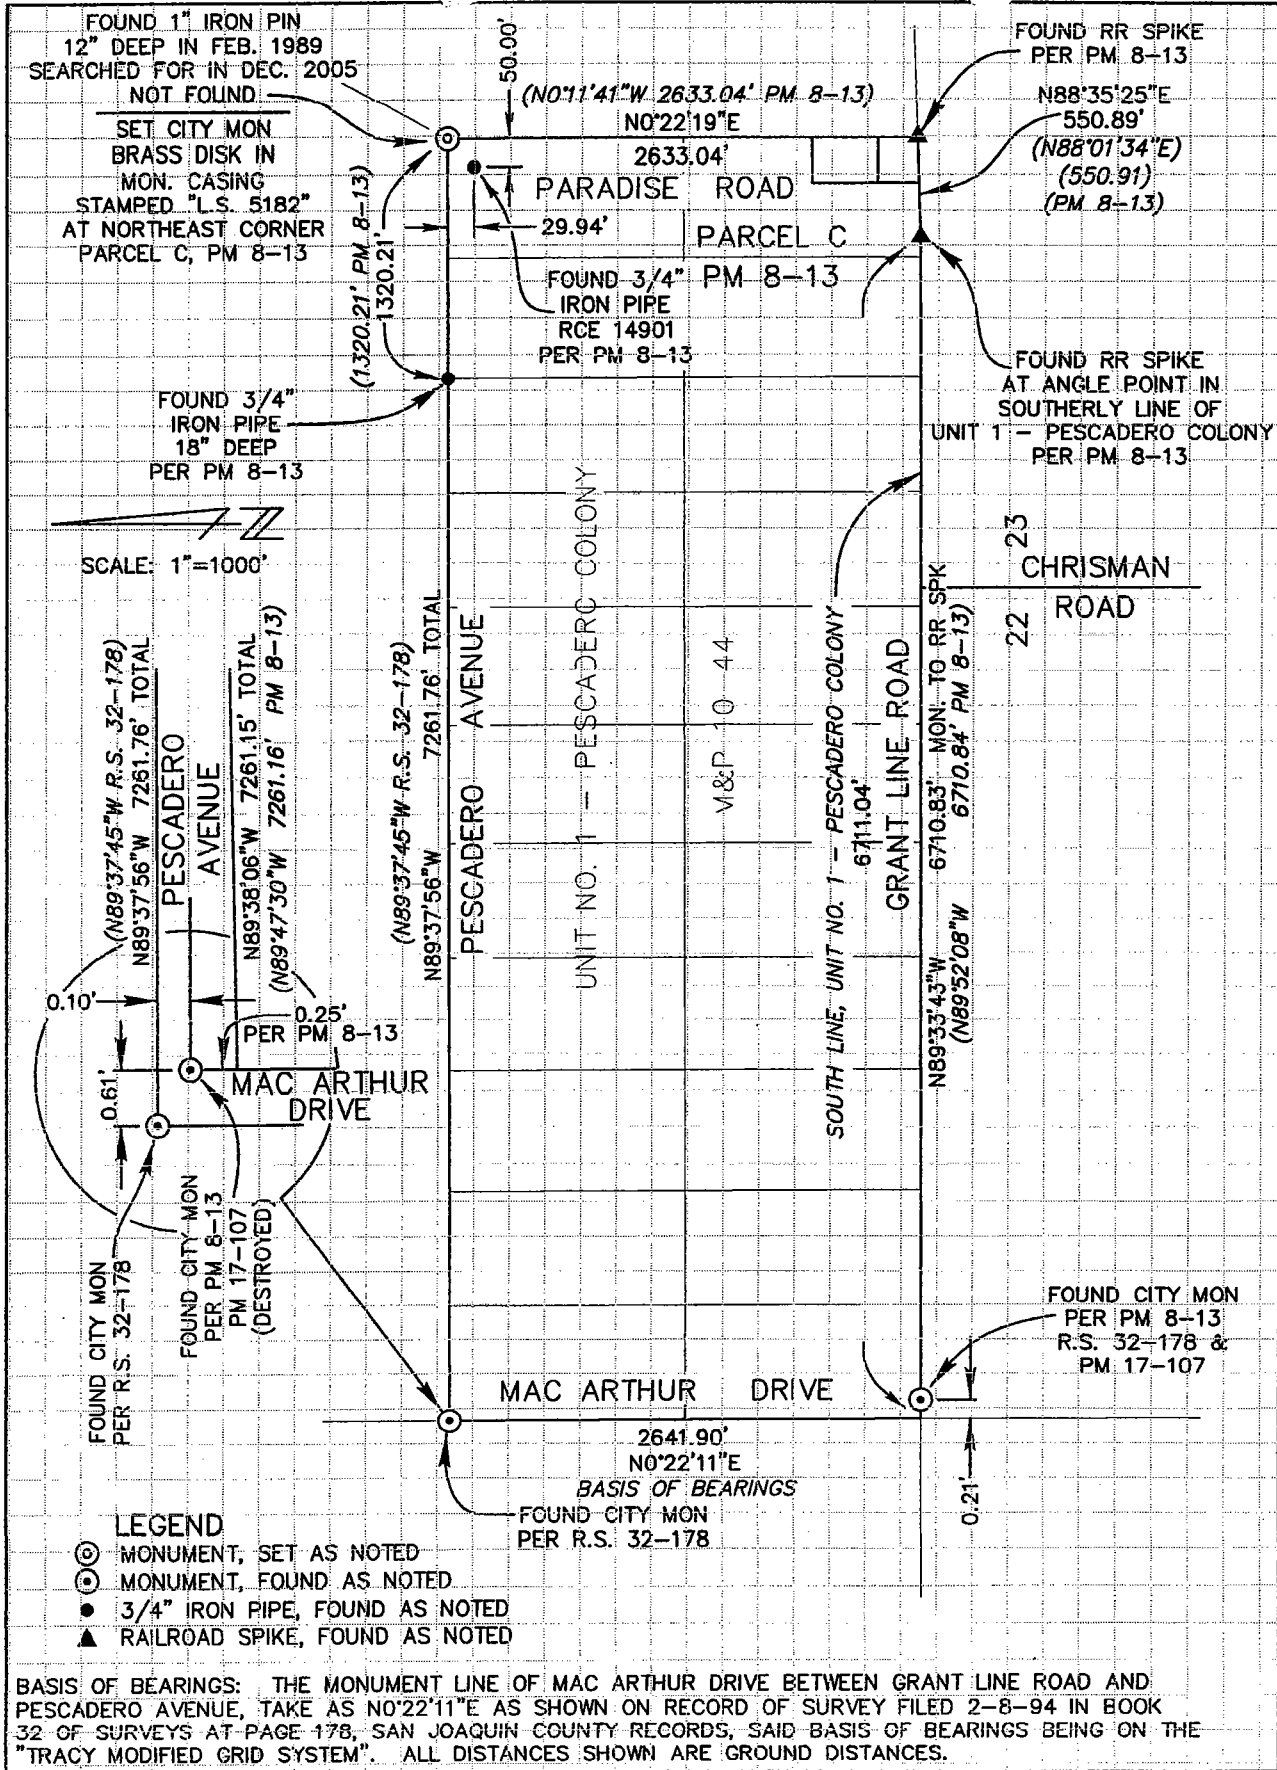 FOUND 1" IRON PIN
12" DEEP IN FEB. 1989
SEARCHED FOR IN DEC. 2005
NOT FOUND
SET CITY MON
BRASS DISK IN
MON. CASING
STAMPED "L.S. 5182"
AT NORTHEAST CORNER
PARCEL C, PM 8-13
50.00'
(N0°11'41"W 2633.04' PM 8-13)
N0°22'19"E
2633.04'
FOUND RR SPIKE
PER PM 8-13
N88°35'25"E
550.89'
(N88°01'34"E)
(550.91)
(PM 8-13)
PARADISE ROAD
29.94'
PARCEL C
PM 8-13
(1320.21' PM 8-13)
1320.21'
FOUND 3/4"
IRON PIPE
RCE 14901
PER PM 8-13
FOUND 3/4"
IRON PIPE
18" DEEP
PER PM 8-13
FOUND RR SPIKE
AT ANGLE POINT IN
SOUTHERLY LINE OF
UNIT 1 - PESCADERO COLONY
PER PM 8-13
SCALE: 1"=1000'
23
CHRISMAN
ROAD
22
(N89°37'45"W R.S. 32-178)
N89°37'56"W 7261.76' TOTAL
PESCADERO
AVENUE
N89°38'06"W 7261.15' TOTAL
(N89°47'30"W 7261.16' PM 8-13)
(N89°37'45"W R.S. 32-178)
N89°37'56"W 7261.76' TOTAL
PESCADERO AVENUE
UNIT NO. 1 - PESCADERC COLONY
M&P 10 44
SOUTH LINE, UNIT NO. 1 - PESCADERO COLONY
6711.04'
GRANT LINE ROAD
N89°33'43"W 6710.83' MON. TO RR SPK
(N89°52'08"W 6710.84' PM 8-13)
0.10'
0.25'
PER PM 8-13
0.61'
MAC ARTHUR
DRIVE
FOUND CITY MON
PER R.S. 32-178
FOUND CITY MON
PER PM 8-13
PM 17-107
(DESTROYED)
FOUND CITY MON
PER PM 8-13
R.S. 32-178 &
PM 17-107
MAC ARTHUR DRIVE
2641.90'
N0°22'11"E
BASIS OF BEARINGS
0.21'
FOUND CITY MON
PER R.S. 32-178
LEGEND
MONUMENT, SET AS NOTED
MONUMENT, FOUND AS NOTED
3/4" IRON PIPE, FOUND AS NOTED
RAILROAD SPIKE, FOUND AS NOTED
BASIS OF BEARINGS: THE MONUMENT LINE OF MAC ARTHUR DRIVE BETWEEN GRANT LINE ROAD AND
PESCADERO AVENUE, TAKE AS N0°22'11"E AS SHOWN ON RECORD OF SURVEY FILED 2-8-94 IN BOOK
32 OF SURVEYS AT PAGE 178, SAN JOAQUIN COUNTY RECORDS, SAID BASIS OF BEARINGS BEING ON THE
"TRACY MODIFIED GRID SYSTEM". ALL DISTANCES SHOWN ARE GROUND DISTANCES.